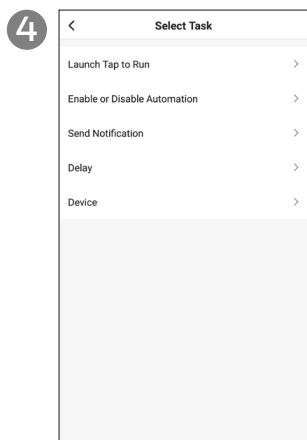 4
Select Task
Launch Tap to Run
Enable or Disable Automation
Send Notification
Delay
Device